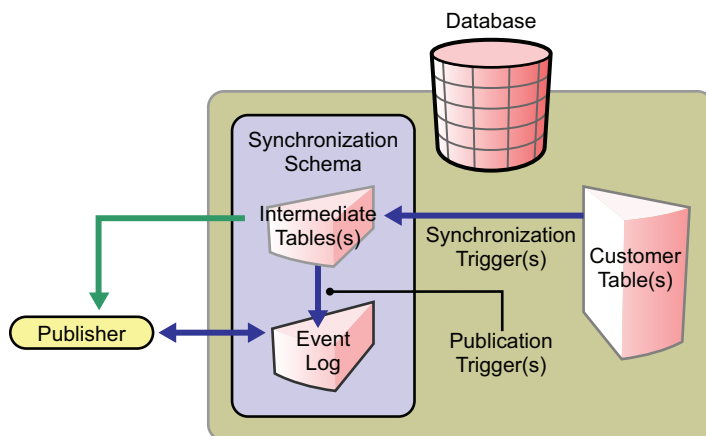 Database
Synchronization
Schema
Intermediate
Tables(s)
Synchronization
Trigger(s)
Customer
Table(s)
Publisher
Event
Log
Publication
Trigger(s)